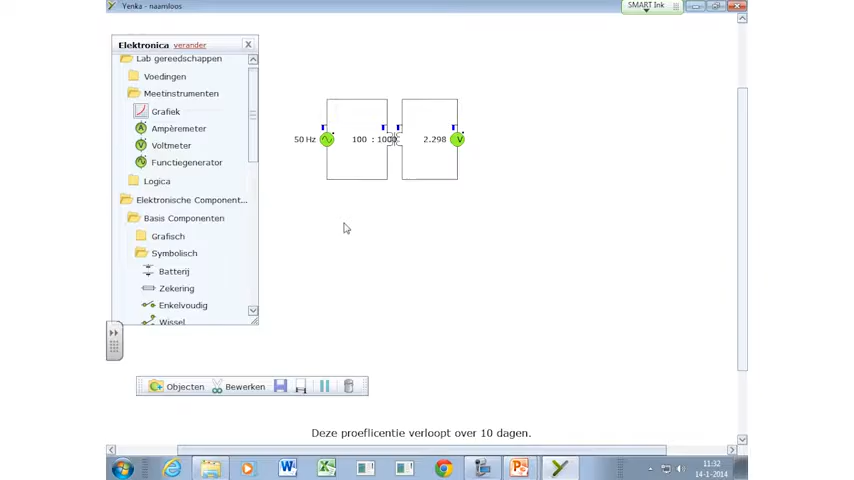 Yenka - naamloos
SMART Ink
Elektronica verander
Lab gereedschappen
Voedingen
Meetinstrumenten
Grafiek
Ampèremeter
Voltmeter
Functiegenerator
Logica
Elektronische Component...
Basis Componenten
Grafisch
Symbolisch
Batterij
Zekering
Enkelvoudig
Wissel
50 Hz
100 : 1000
2.298
V
Objecten
Bewerken
Deze proeflicentie verloopt over 10 dagen.
11:32
14-1-2014